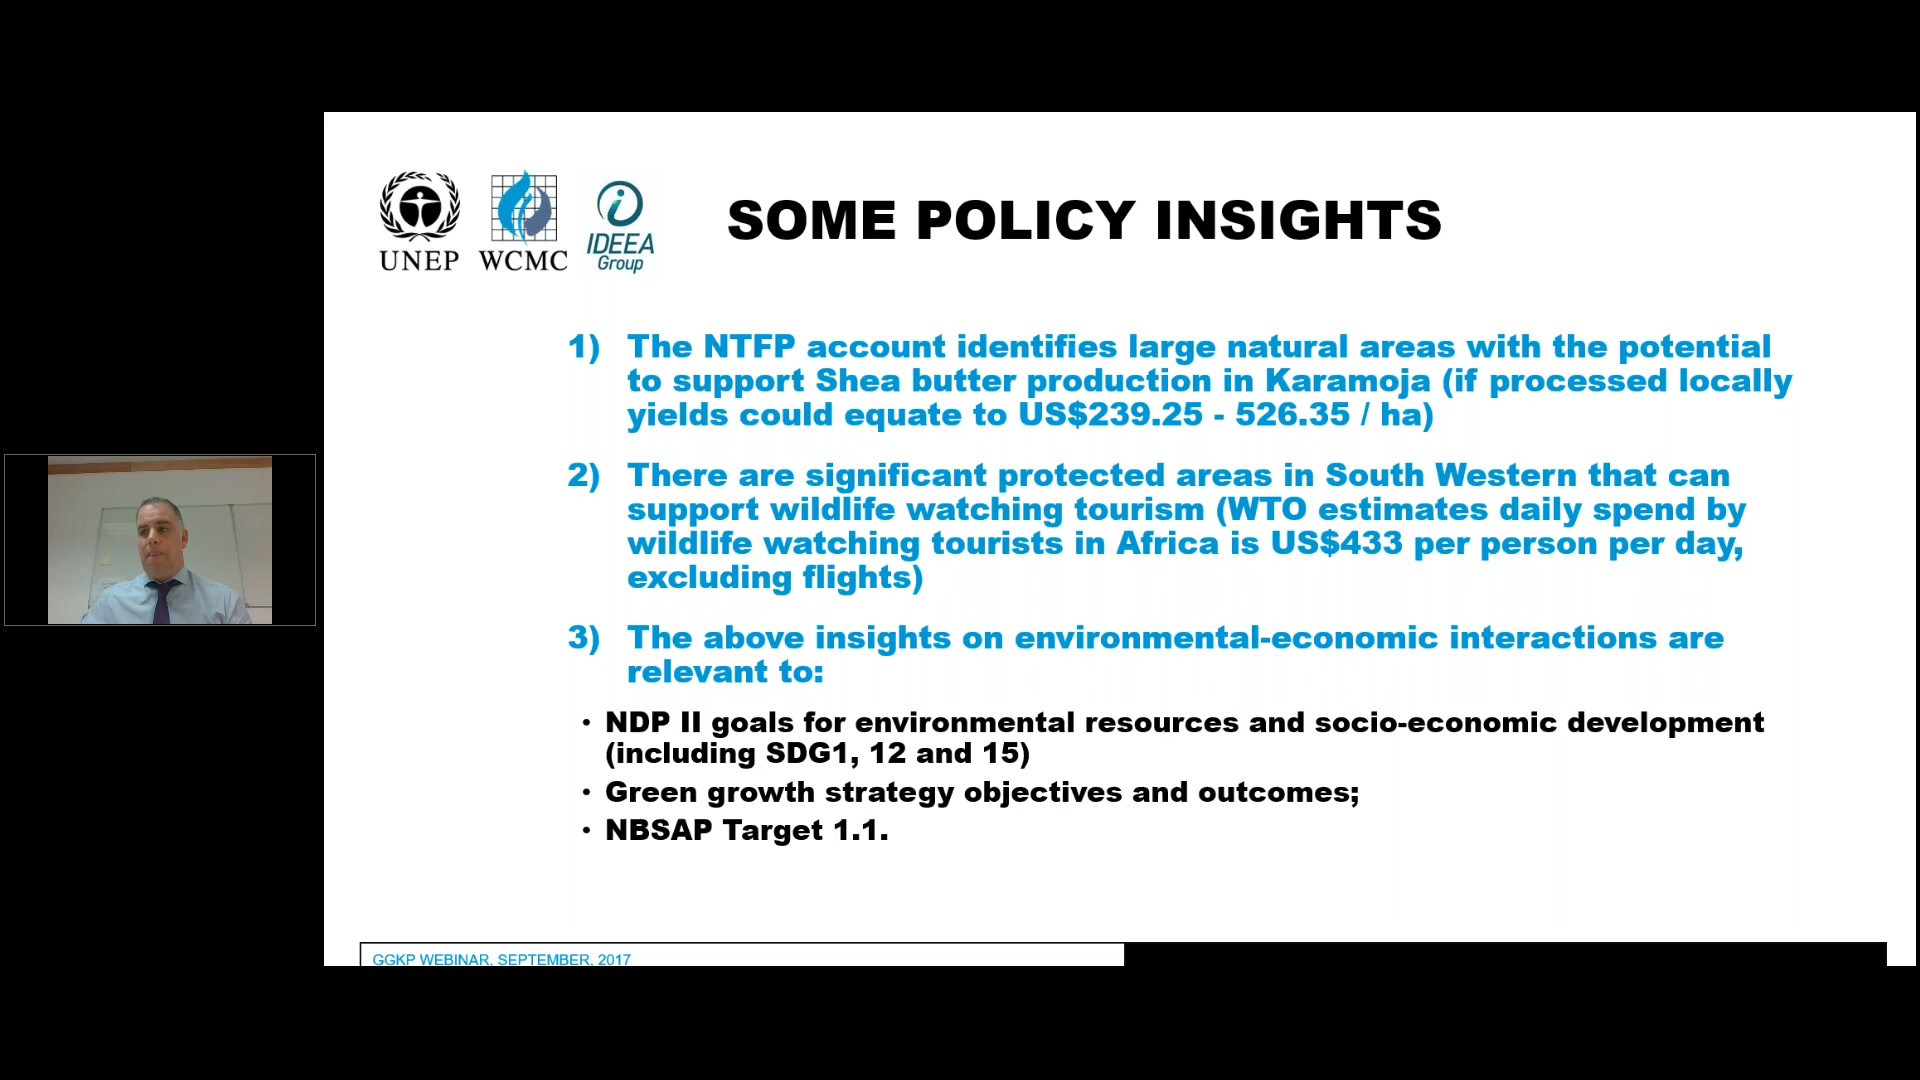 UNEP WCMC IDEEA
Group
SOME POLICY INSIGHTS
1) The NTFP account identifies large natural areas with the potential
to support Shea butter production in Karamoja (if processed locally
yields could equate to US$239.25 - 526.35 / ha)
2) There are significant protected areas in South Western that can
support wildlife watching tourism (WTO estimates daily spend by
wildlife watching tourists in Africa is US$433 per person per day,
excluding flights)
3) The above insights on environmental-economic interactions are
relevant to:
• NDP II goals for environmental resources and socio-economic development
(including SDG1, 12 and 15)
• Green growth strategy objectives and outcomes;
• NBSAP Target 1.1.
GGKP WEBINAR, SEPTEMBER, 2017